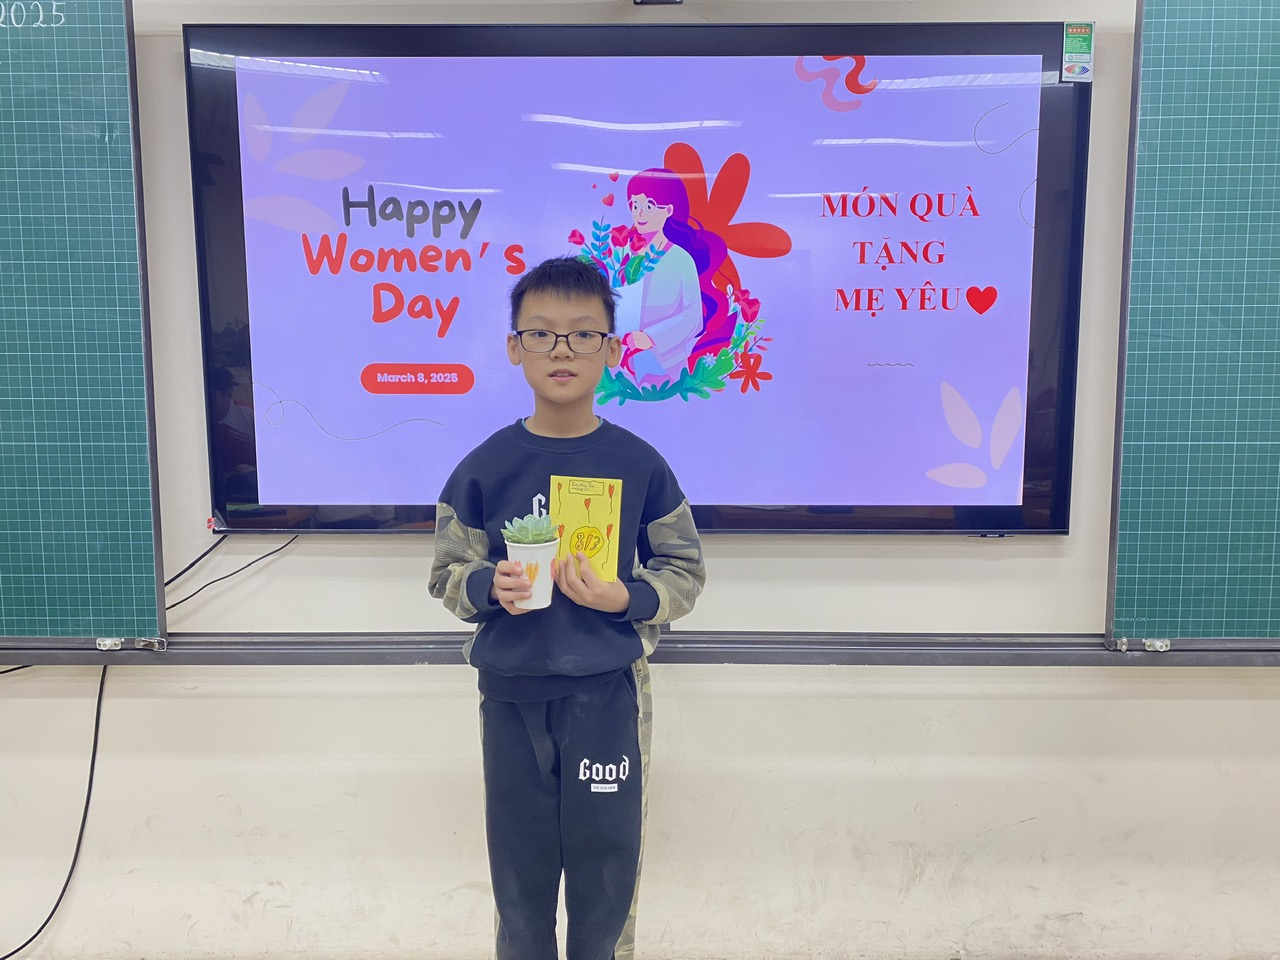 2025
Happy
Women's
Day
March 8, 2025
MÓN QUÀ
TẶNG
MẸ YÊU
8/3
Good